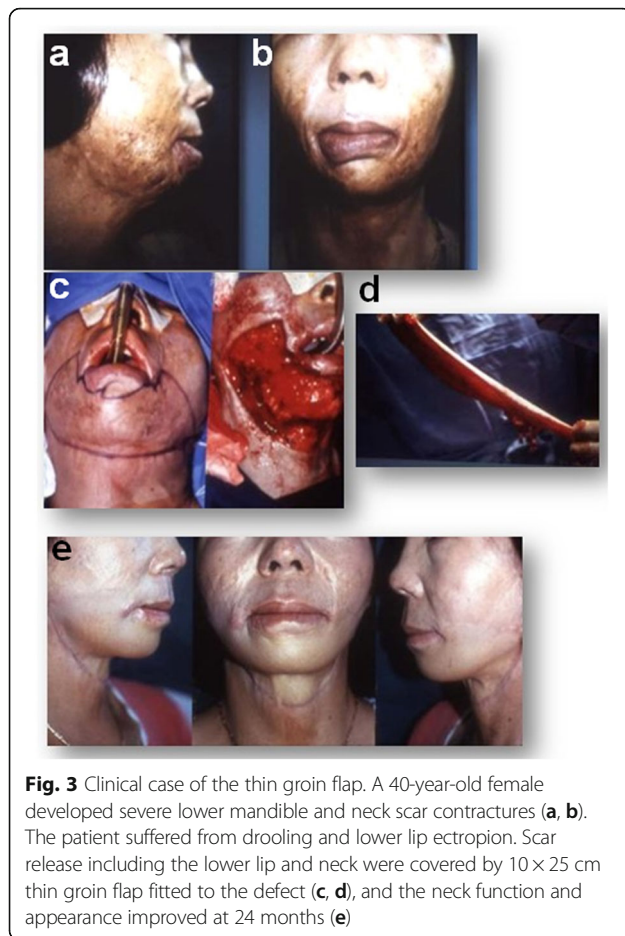 a
b
c
d
e
Fig. 3 Clinical case of the thin groin flap. A 40-year-old female
developed severe lower mandible and neck scar contractures (a, b).
The patient suffered from drooling and lower lip ectropion. Scar
release including the lower lip and neck were covered by 10 × 25 cm
thin groin flap fitted to the defect (c, d), and the neck function and
appearance improved at 24 months (e)